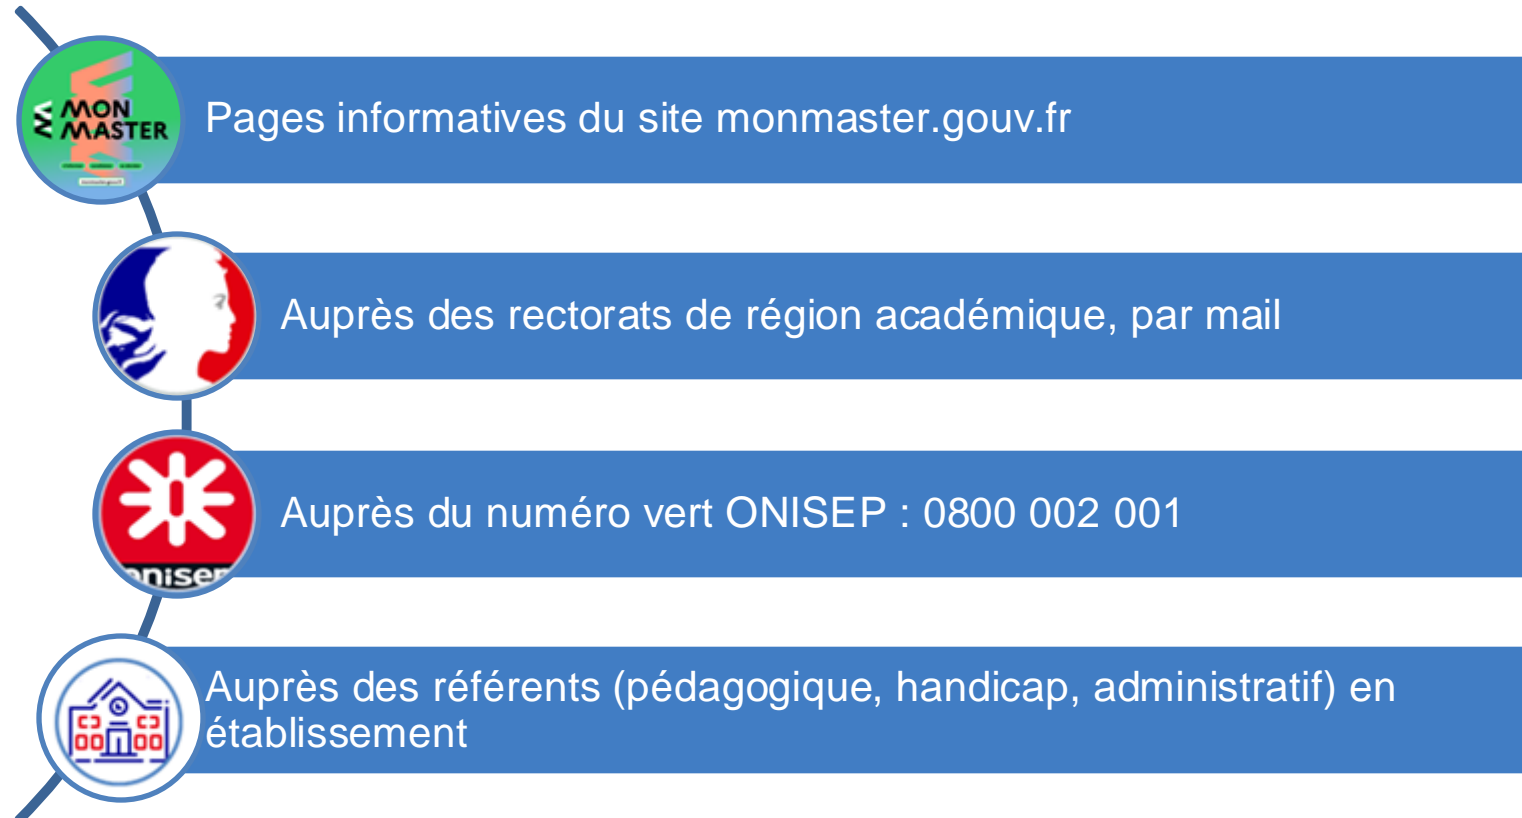 MON
MASTER
Pages informatives du site monmaster.gouv.fr
Auprès des rectorats de région académique, par mail
Auprès du numéro vert ONISEP : 0800 002 001
onisep
Auprès des référents (pédagogique, handicap, administratif) en
établissement